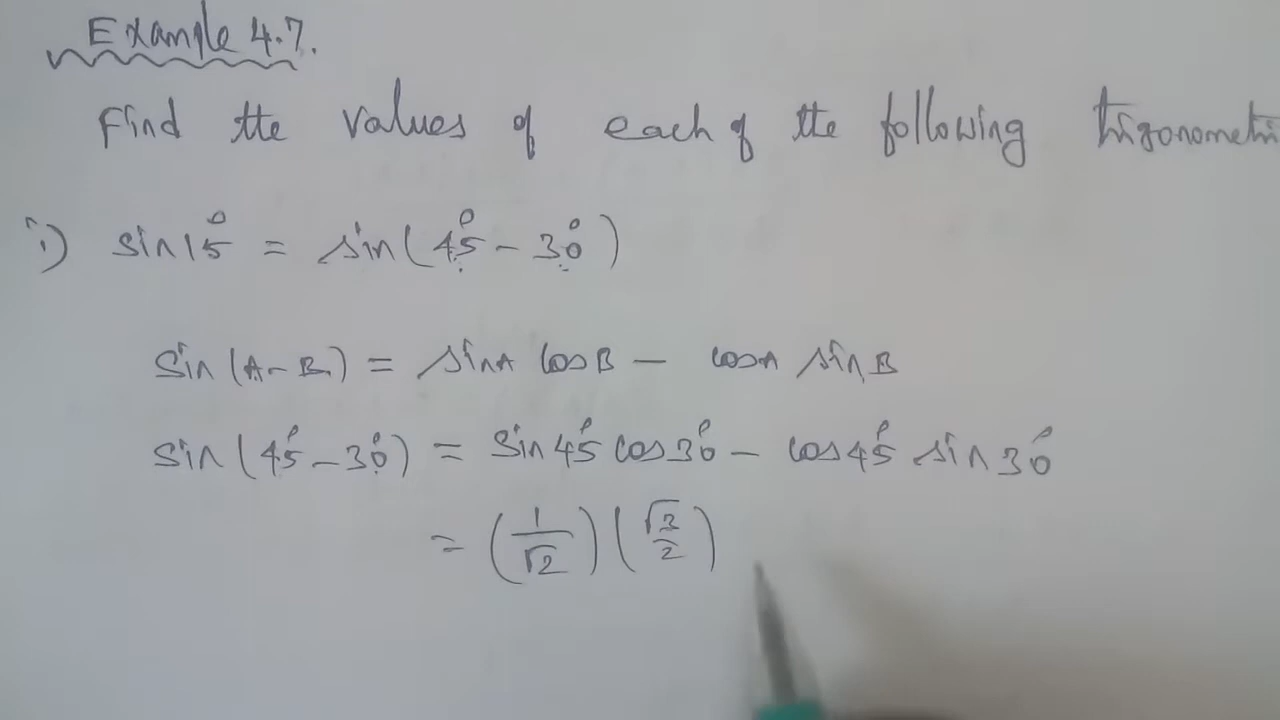 Example 4.7.
Find the values of each of the following trigonometri
i) sin15° = sin(45° - 30°)
sin(A-B) = sinA cosB - cosA sinB
sin(45° - 30°) = sin45° cos30° - cos45° sin30°
= (1/√2) (√3/2)